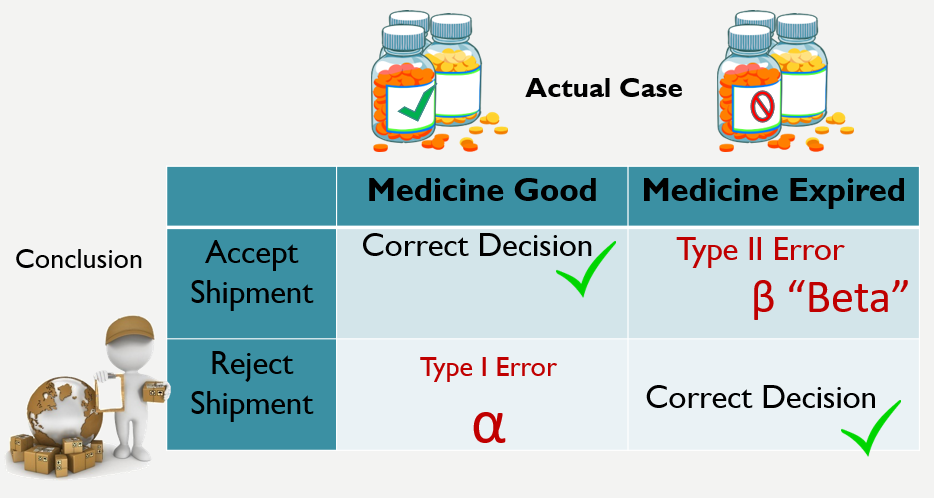 Actual Case
Medicine Good
Medicine Expired
Conclusion
Accept
Shipment
Correct Decision
Type II Error
β “Beta”
Reject
Shipment
Type I Error
α
Correct Decision